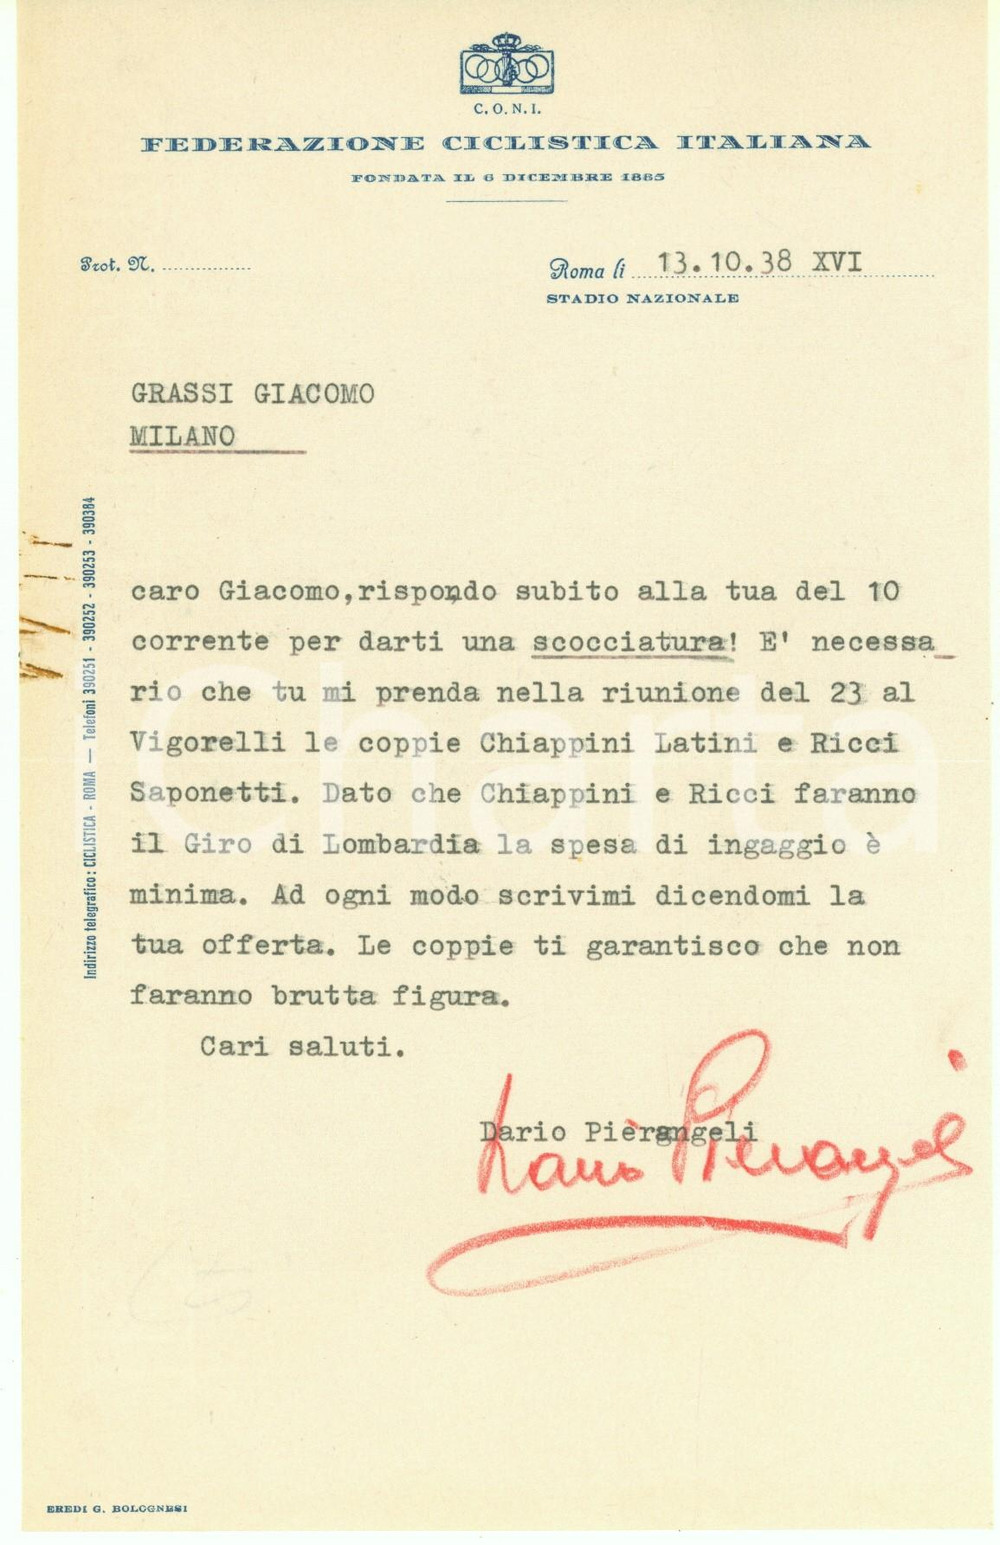 C.O.N.I.
FEDERAZIONE CICLISTICA ITALIANA
FONDATA IL 6 DICEMBRE 1885
Prot. N. ..............
Roma li 13.10.38 XVI
STADIO NAZIONALE
GRASSI GIACOMO
MILANO
Indirizzo telegrafico: CICLISTICA - ROMA — Telefoni 390251 - 390252 - 390253 - 390384
caro Giacomo,rispondo subito alla tua del 10
corrente per darti una scocciatura! E' necessa_
rio che tu mi prenda nella riunione del 23 al
Vigorelli le coppie Chiappini Latini e Ricci
Saponetti. Dato che Chiappini e Ricci faranno
il Giro di Lombardia la spesa di ingaggio è
minima. Ad ogni modo scrivimi dicendomi la
tua offerta. Le coppie ti garantisco che non
faranno brutta figura.
Cari saluti.
Dario Pierangeli
Dario Pierangeli
EREDI G. BOLOGNESI
Charta